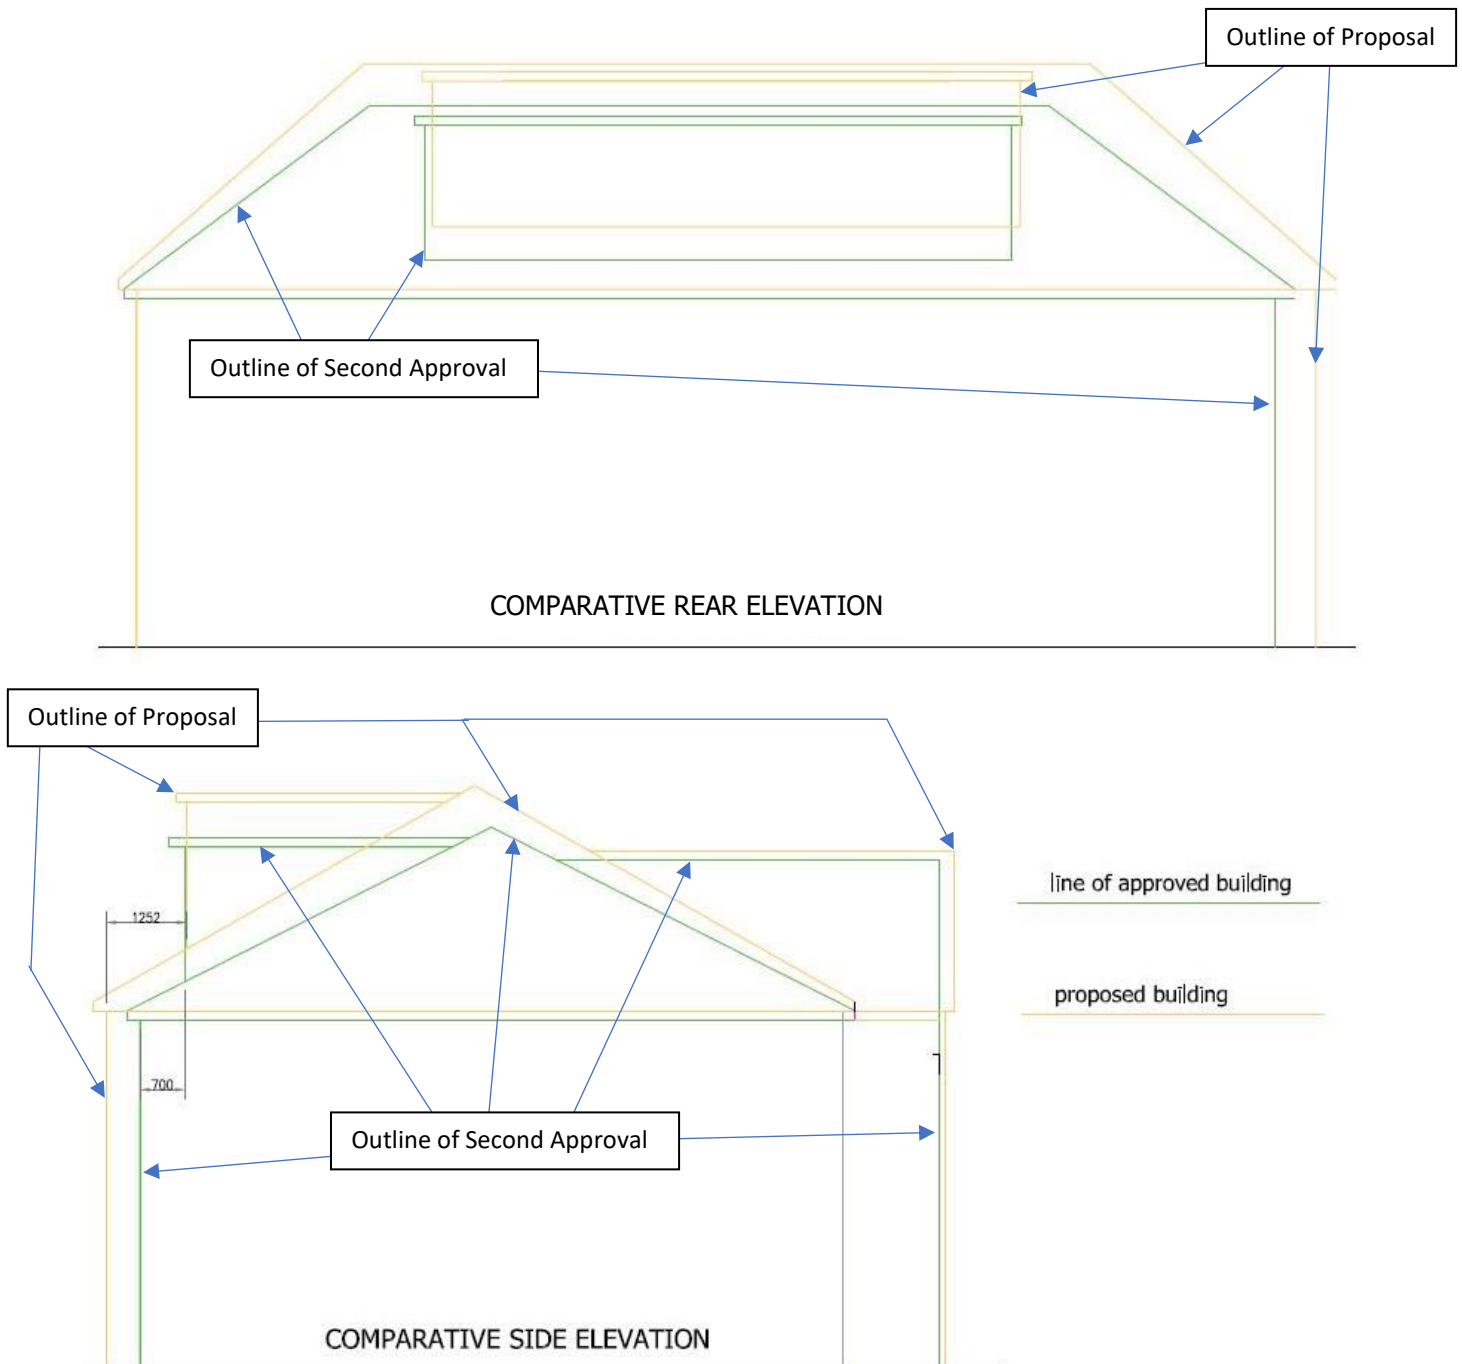 Outline of Proposal
Outline of Second Approval
COMPARATIVE REAR ELEVATION
Outline of Proposal
line of approved building
1252
proposed building
700
Outline of Second Approval
COMPARATIVE SIDE ELEVATION